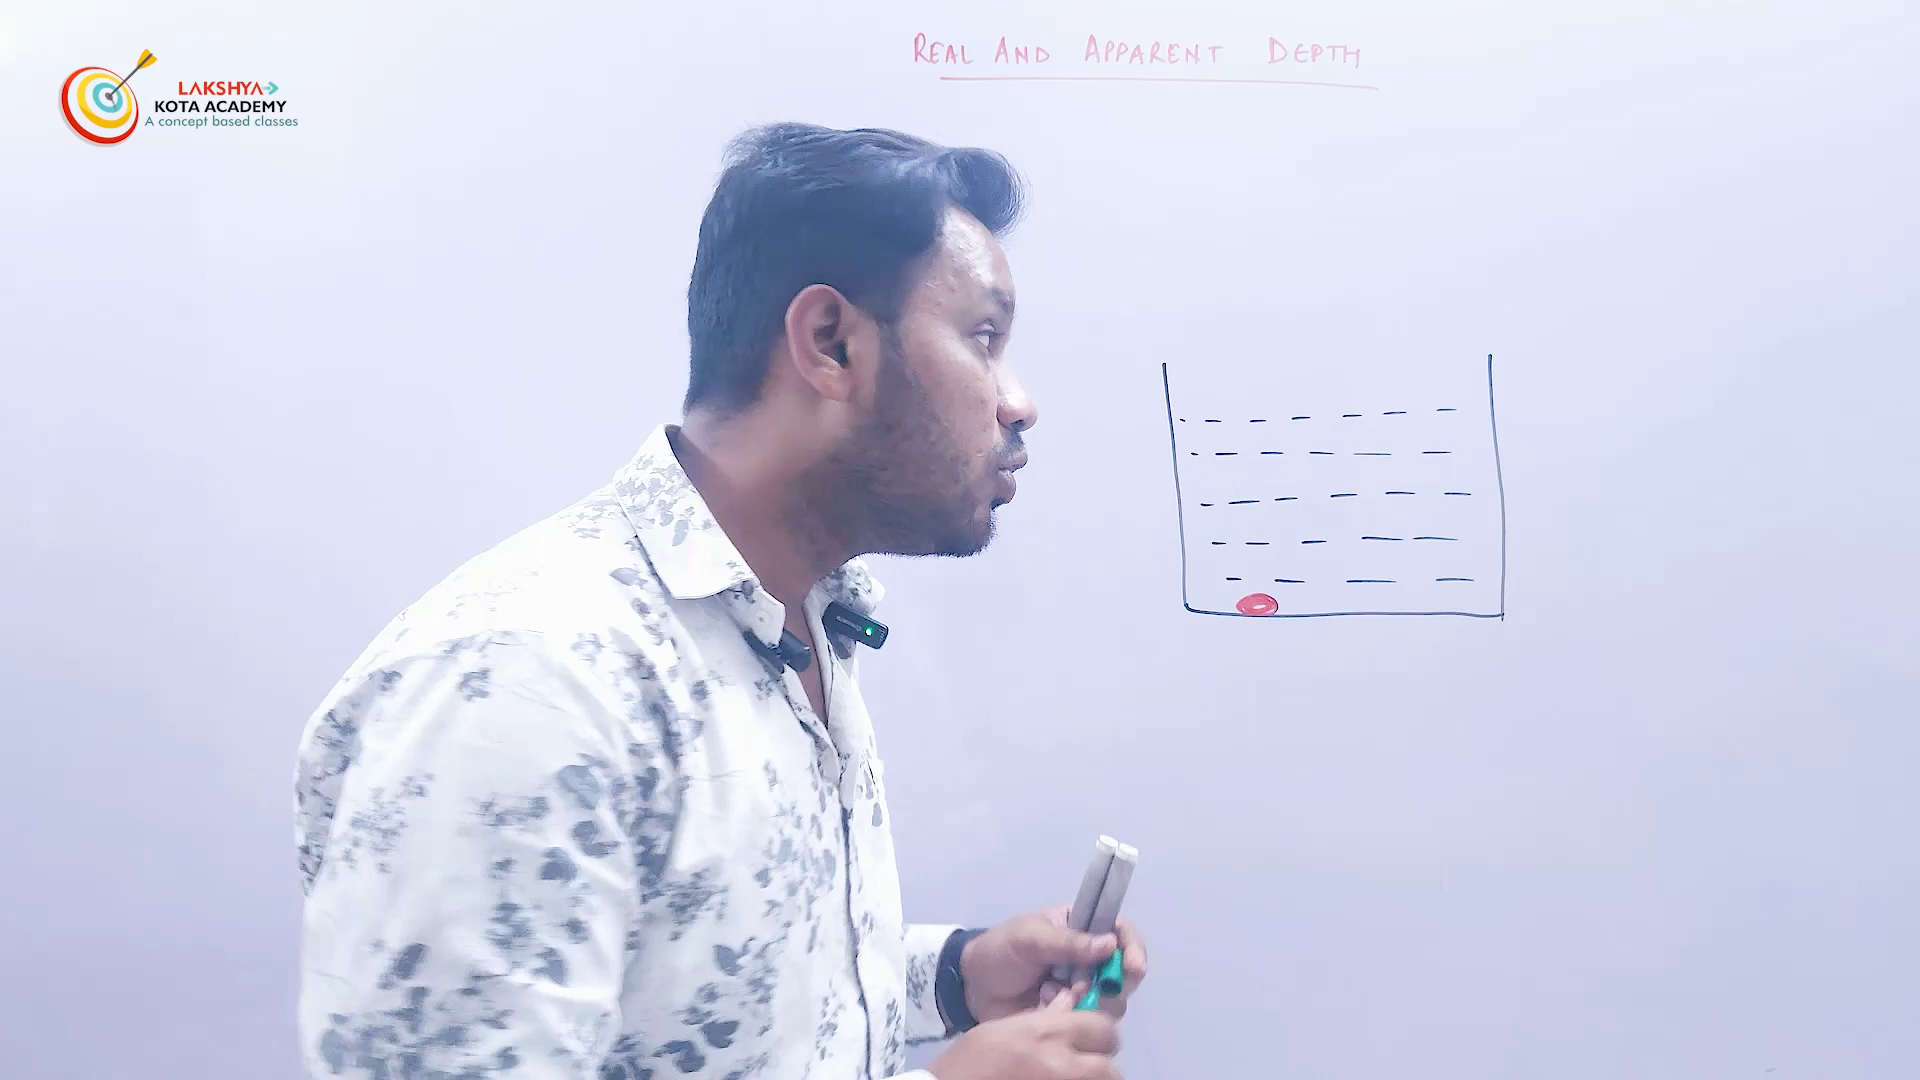 REAL AND APPARENT DEPTH
LAKSHYA
KOTA ACADEMY
A concept based classes